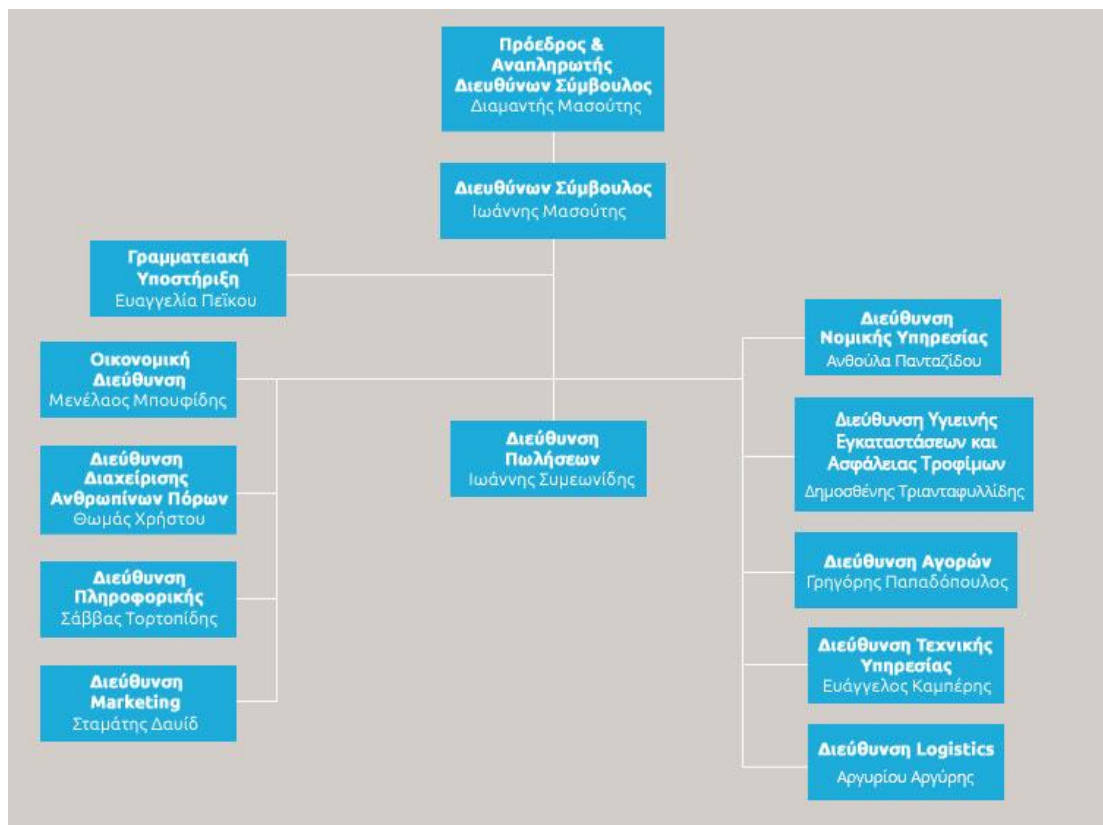 Πρόεδρος &
Αναπληρωτής
Διευθύνων Σύμβουλος
Διαμαντής Μασούτης
Διευθύνων Σύμβουλος
Ιωάννης Μασούτης
Γραμματειακή
Υποστήριξη
Ευαγγελία Πεϊκου
Οικονομική
Διεύθυνση
Μενέλαος Μπουφίδης
Διεύθυνση
Διαχείρισης
Ανθρωπίνων Πόρων
Θωμάς Χρήστου
Διεύθυνση
Πληροφορικής
Σάββας Τορτοπίδης
Διεύθυνση
Marketing
Σταμάτης Δαυίδ
Διεύθυνση
Πωλήσεων
Ιωάννης Συμεωνίδης
Διεύθυνση
Νομικής Υπηρεσίας
Ανθούλα Πανταζίδου
Διεύθυνση Υγιεινής
Εγκαταστάσεων και
Ασφάλειας Τροφίμων
Δημοσθένης Τριανταφυλλίδης
Διεύθυνση Αγορών
Γρηγόρης Παπαδόπουλος
Διεύθυνση Τεχνικής
Υπηρεσίας
Ευάγγελος Καμπέρης
Διεύθυνση Logistics
Αργυρίου Αργύρης